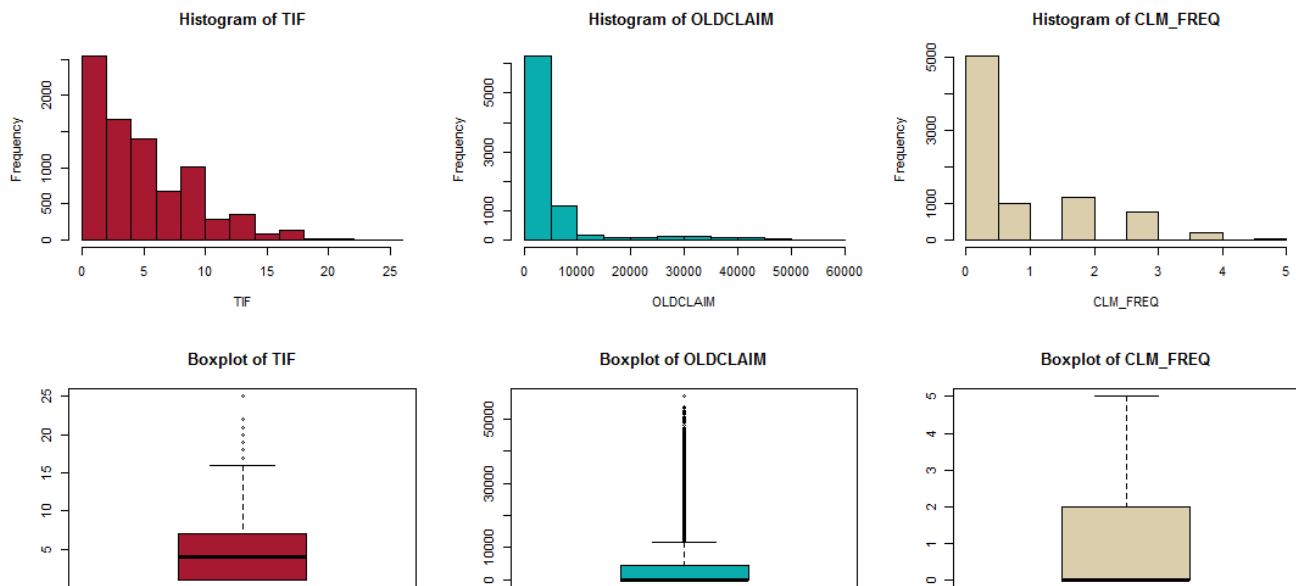 Histogram of TIF
Frequency
0 500 1000 2000
0 5 10 15 20 25
TIF
Histogram of OLDCLAIM
Frequency
0 1000 3000 5000
0 10000 20000 30000 40000 50000 60000
OLDCLAIM
Histogram of CLM_FREQ
Frequency
0 1000 3000 5000
0 1 2 3 4 5
CLM_FREQ
Boxplot of TIF
5 10 15 20 25
Boxplot of OLDCLAIM
0 10000 30000 50000
Boxplot of CLM_FREQ
0 1 2 3 4 5